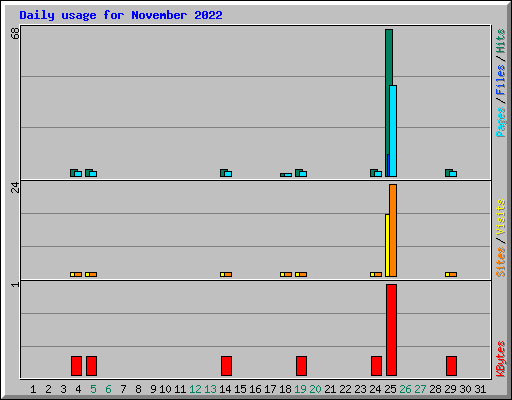 Daily usage for November 2022
68
24
1
Pages / Files / Hits
Sites / Visits
KBytes
1 2 3 4 5 6 7 8 9 10 11 12 13 14 15 16 17 18 19 20 21 22 23 24 25 26 27 28 29 30 31